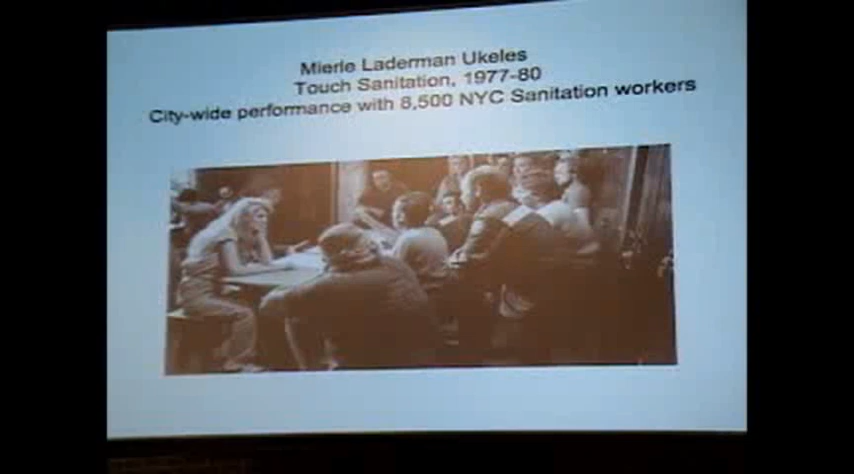 Mierle Laderman Ukeles
Touch Sanitation, 1977-80
City-wide performance with 8,500 NYC Sanitation workers